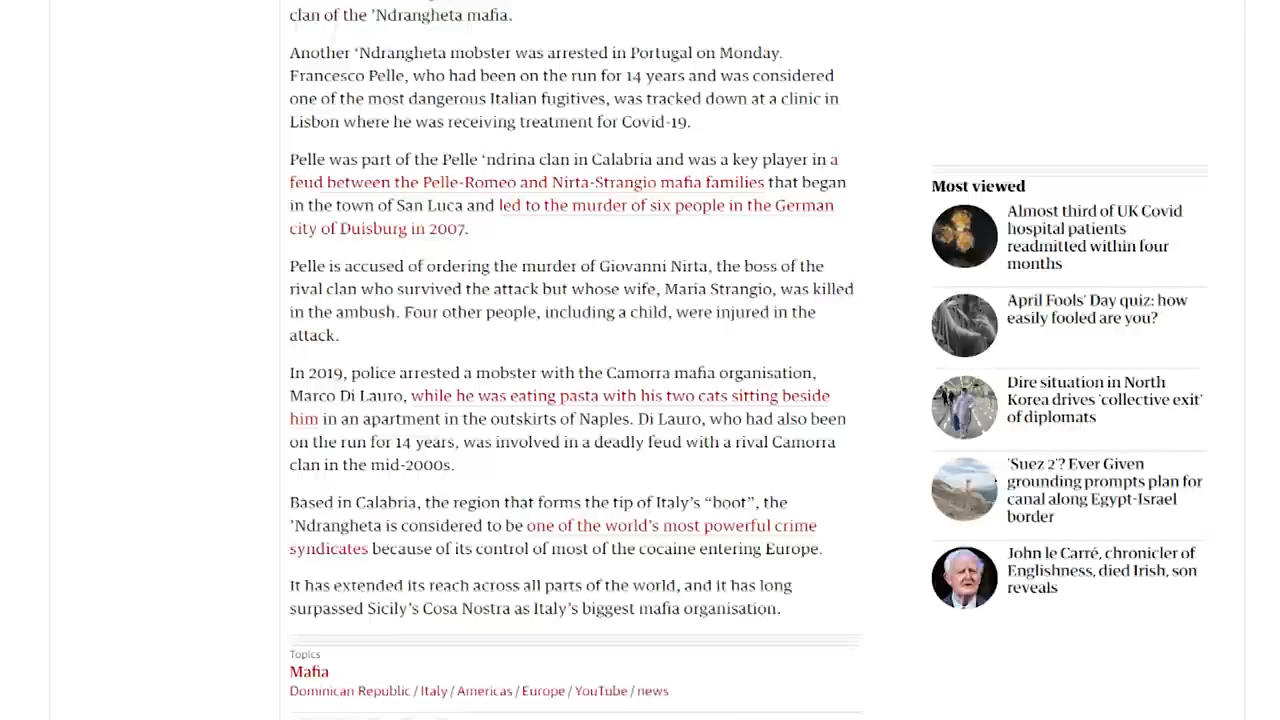 clan of the ’Ndrangheta mafia.
Another ‘Ndrangheta mobster was arrested in Portugal on Monday.
Francesco Pelle, who had been on the run for 14 years and was considered
one of the most dangerous Italian fugitives, was tracked down at a clinic in
Lisbon where he was receiving treatment for Covid-19.
Pelle was part of the Pelle ‘ndrina clan in Calabria and was a key player in a
feud between the Pelle-Romeo and Nirta-Strangio mafia families that began
in the town of San Luca and led to the murder of six people in the German
city of Duisburg in 2007.
Pelle is accused of ordering the murder of Giovanni Nirta, the boss of the
rival clan who survived the attack but whose wife, Maria Strangio, was killed
in the ambush. Four other people, including a child, were injured in the
attack.
In 2019, police arrested a mobster with the Camorra mafia organisation,
Marco Di Lauro, while he was eating pasta with his two cats sitting beside
him in an apartment in the outskirts of Naples. Di Lauro, who had also been
on the run for 14 years, was involved in a deadly feud with a rival Camorra
clan in the mid-2000s.
Based in Calabria, the region that forms the tip of Italy’s “boot”, the
’Ndrangheta is considered to be one of the world’s most powerful crime
syndicates because of its control of most of the cocaine entering Europe.
It has extended its reach across all parts of the world, and it has long
surpassed Sicily’s Cosa Nostra as Italy’s biggest mafia organisation.
Topics
Mafia
Dominican Republic / Italy / Americas / Europe / YouTube / news
Most viewed
Almost third of UK Covid
hospital patients
readmitted within four
months
April Fools’ Day quiz: how
easily fooled are you?
Dire situation in North
Korea drives ‘collective exit’
of diplomats
‘Suez 2’? Ever Given
grounding prompts plan for
canal along Egypt-Israel
border
John le Carré, chronicler of
Englishness, died Irish, son
reveals